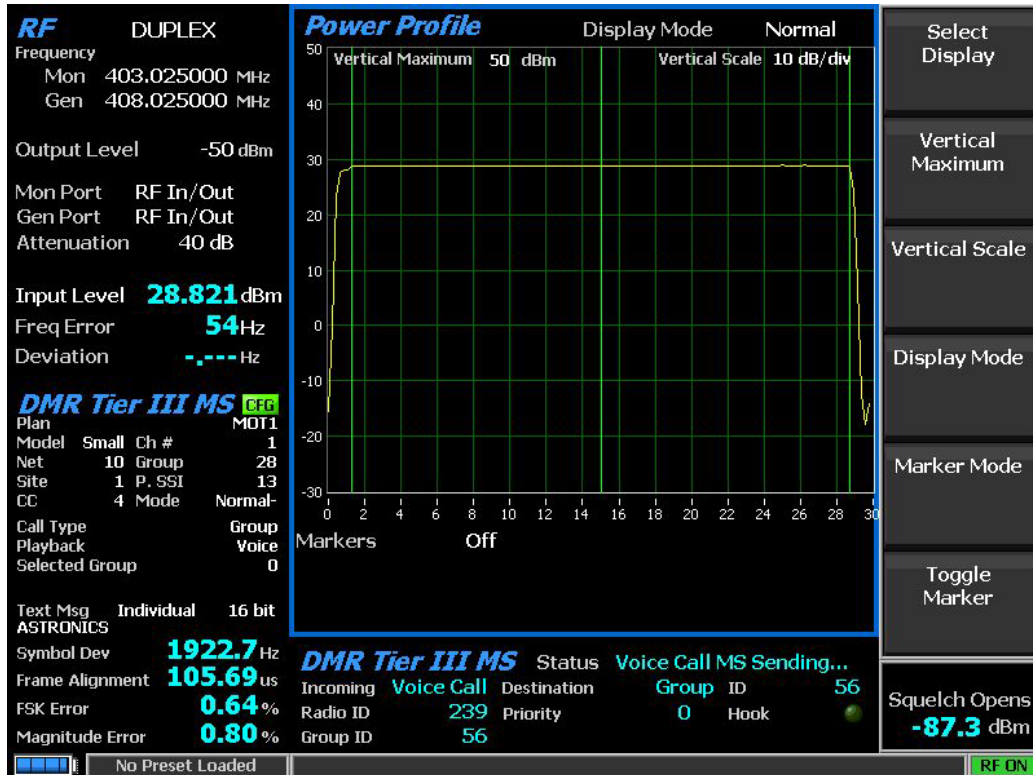 RF DUPLEX
Frequency
Mon 403.025000 MHz
Gen 408.025000 MHz
Output Level -50 dBm
Mon Port RF In/Out
Gen Port RF In/Out
Attenuation 40 dB
Input Level 28.821 dBm
Freq Error 54 Hz
Deviation -.--- Hz
DMR Tier III MS CFG
Plan MOT1
Model Small Ch # 1
Net 10 Group 28
Site 1 P. SSI 13
CC 4 Mode Normal-
Call Type Group
Playback Voice
Selected Group 0
Text Msg Individual 16 bit
ASTRONICS
Symbol Dev 1922.7 Hz
Frame Alignment 105.69 us
FSK Error 0.64 %
Magnitude Error 0.80 %
Power Profile Display Mode Normal
Vertical Maximum 50 dBm Vertical Scale 10 dB/div
50
40
30
20
10
0
-10
-20
-30
0 2 4 6 8 10 12 14 16 18 20 22 24 26 28 30
Markers Off
DMR Tier III MS Status Voice Call MS Sending...
Incoming Voice Call Destination Group ID 56
Radio ID 239 Priority 0 Hook
Group ID 56
Select
Display
Vertical
Maximum
Vertical Scale
Display Mode
Marker Mode
Toggle
Marker
Squelch Opens
-87.3 dBm
No Preset Loaded
RF ON